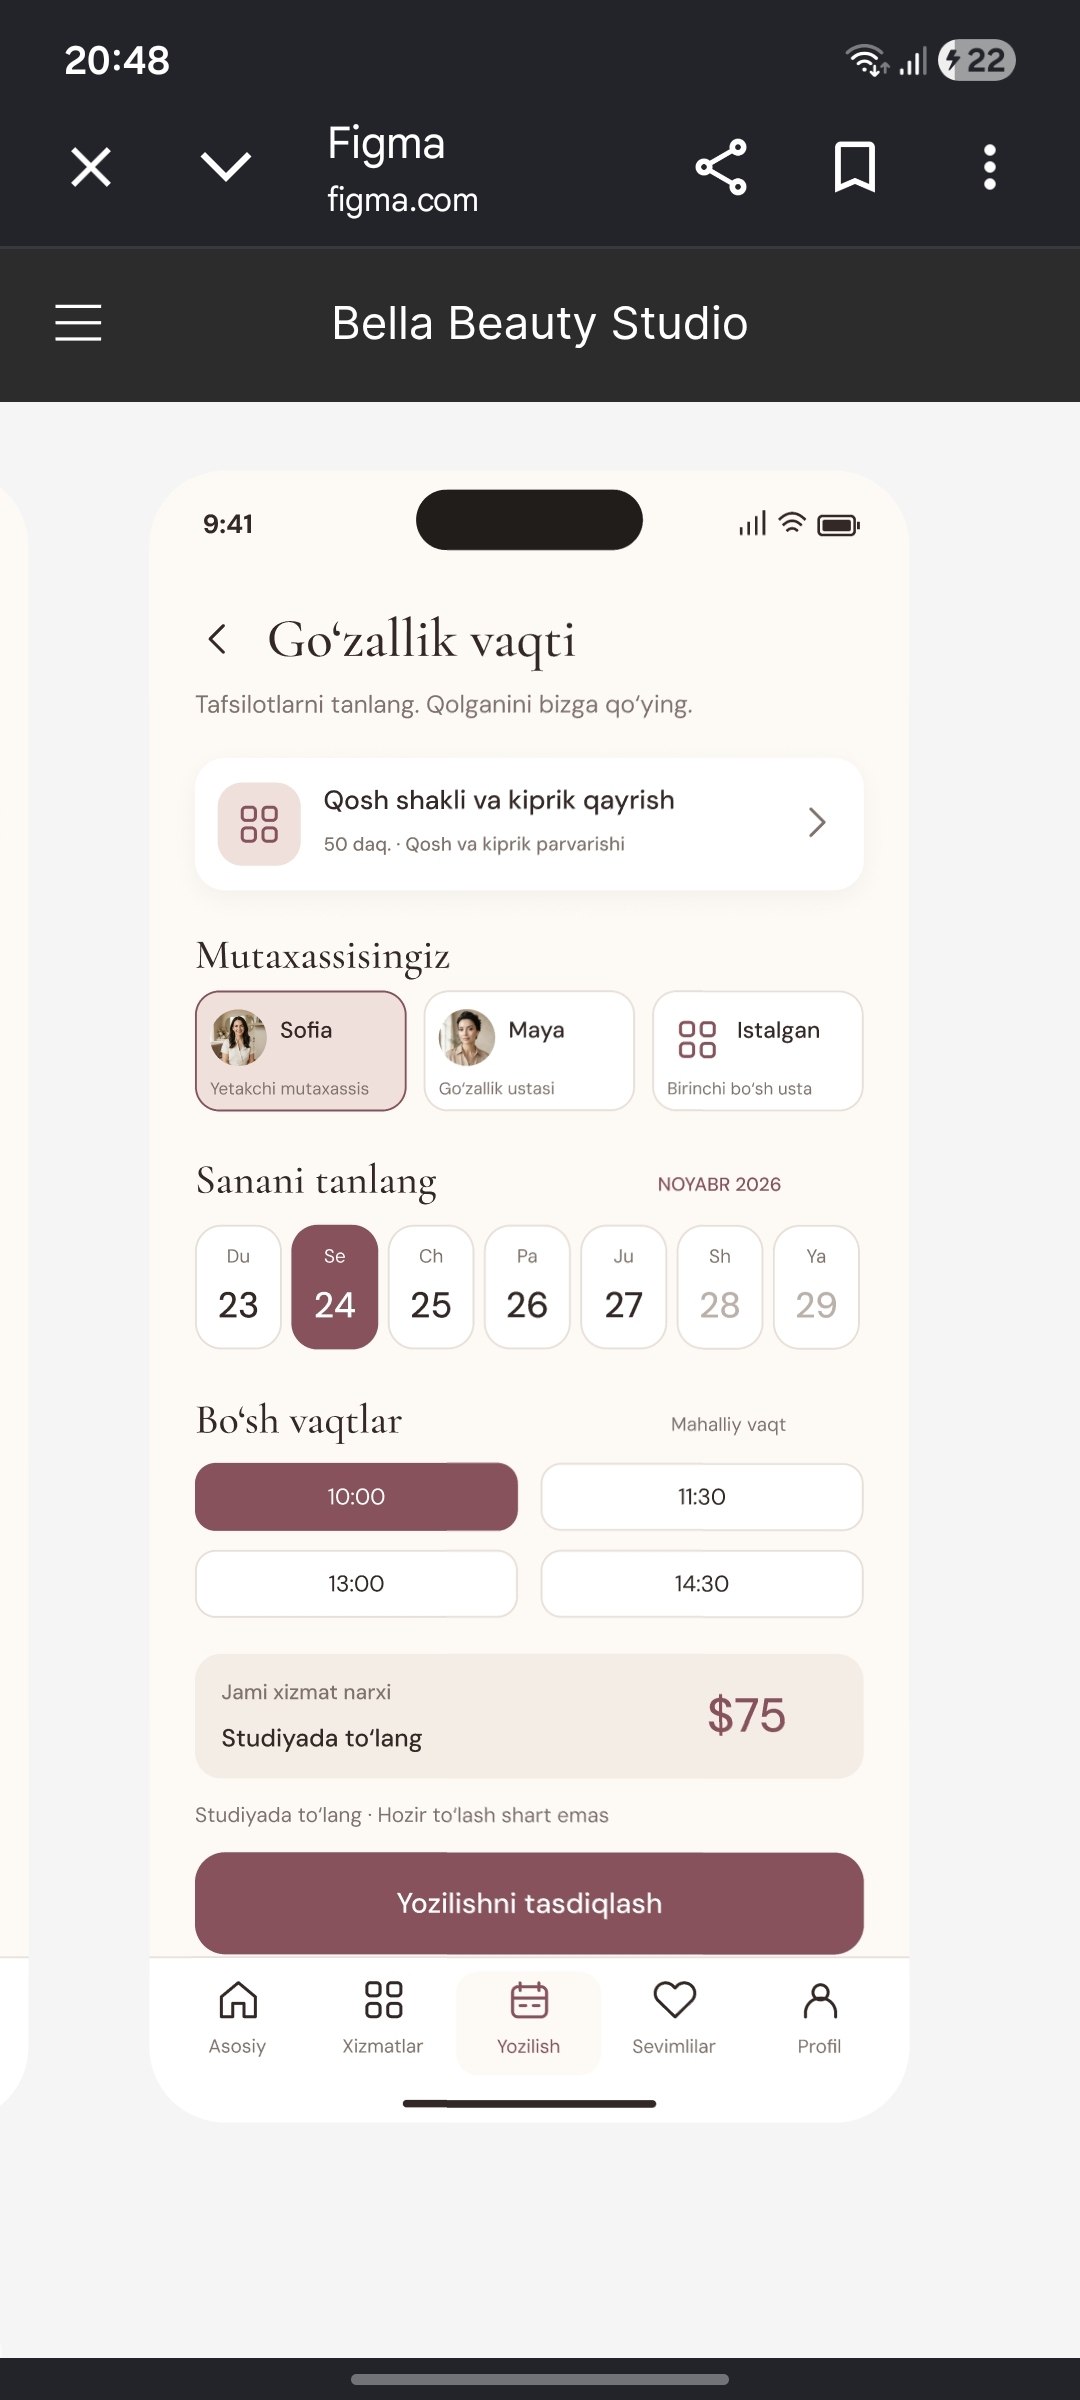 20:48
22
Figma
figma.com
Bella Beauty Studio
9:41
Go‘zallik vaqti
Tafsilotlarni tanlang. Qolganini bizga qo‘ying.
Qosh shakli va kiprik qayrish
50 daq. · Qosh va kiprik parvarishi
Mutaxassisingiz
Sofia
Yetakchi mutaxassis
Maya
Go‘zallik ustasi
Istalgan
Birinchi bo‘sh usta
Sanani tanlang
NOYABR 2026
Du Se Ch Pa Ju Sh Ya
23 24 25 26 27 28 29
Bo‘sh vaqtlar
Mahalliy vaqt
10:00
11:30
13:00
14:30
Jami xizmat narxi
Studiyada to‘lang
$75
Studiyada to‘lang · Hozir to‘lash shart emas
Yozilishni tasdiqlash
Asosiy
Xizmatlar
Yozilish
Sevimlilar
Profil